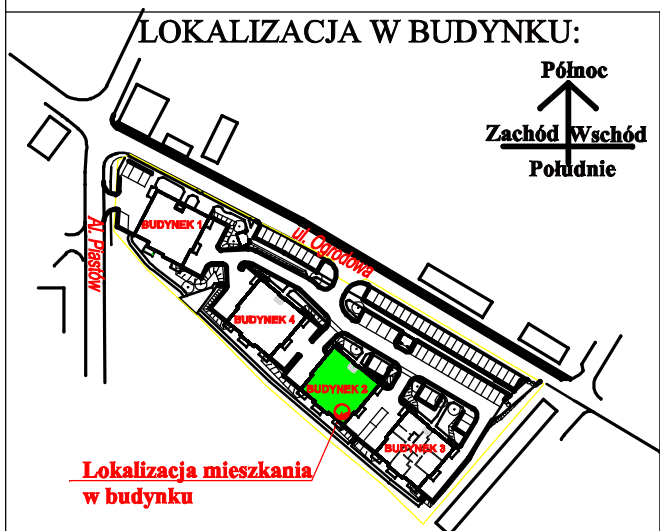 LOKALIZACJA W BUDYNKU:
Północ
Zachód Wschód
Południe
BUDYNEK 1
ul. Ogrodowa
Al. Piastów
BUDYNEK 4
BUDYNEK 2
BUDYNEK 3
Lokalizacja mieszkania
w budynku